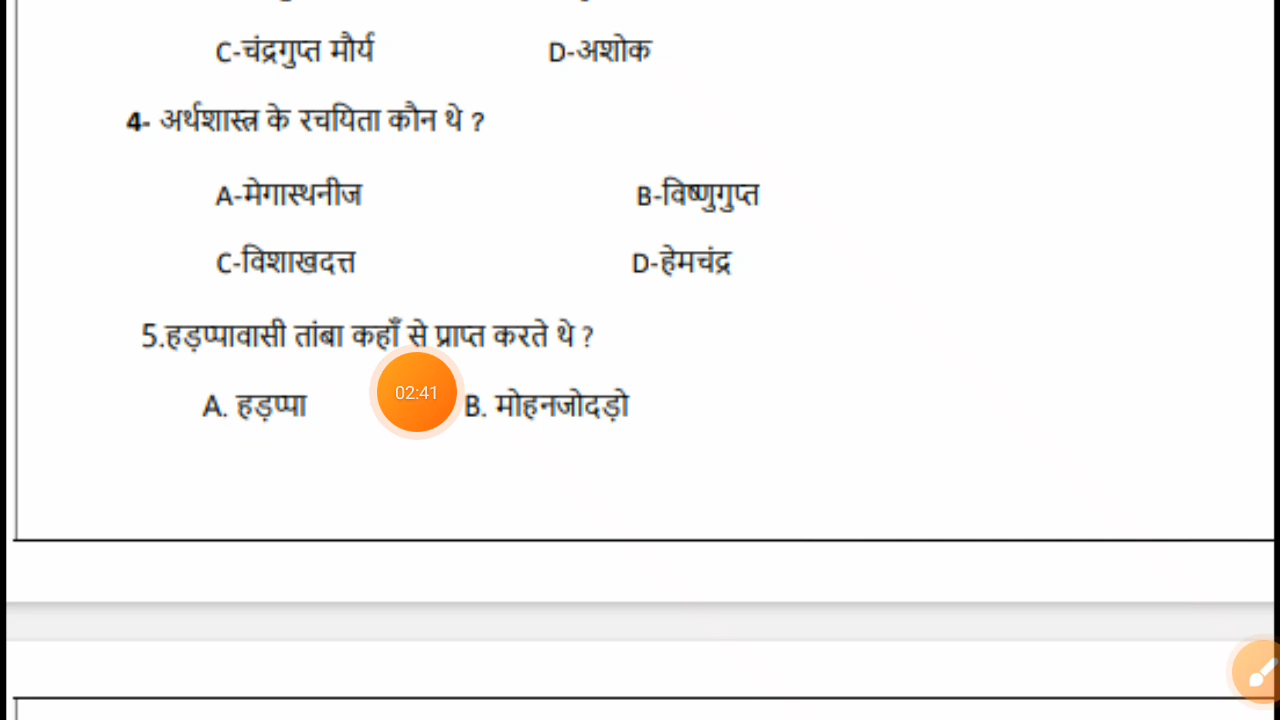 C-चंद्रगुप्त मौर्य D-अशोक
4- अर्थशास्त्र के रचयिता कौन थे ?
A-मेगास्थनीज B-विष्णुगुप्त
C-विशाखदत्त D-हेमचंद्र
5.हड़प्पावासी तांबा कहाँ से प्राप्त करते थे ?
A. हड़प्पा 02:41 B. मोहनजोदड़ो